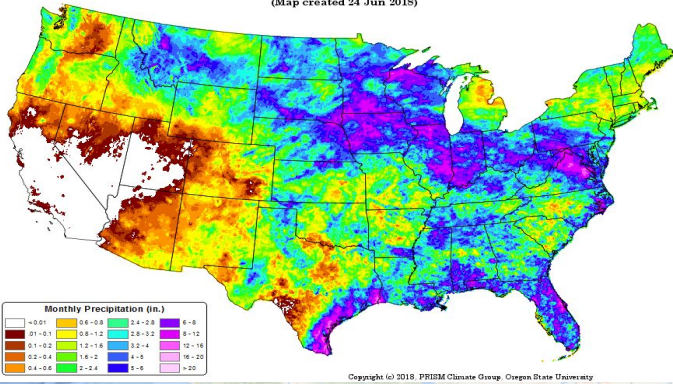 (Map created 24 Jun 2018)
Monthly Precipitation (in.)
< 0.01 0.6 - 0.8 2.4 - 2.8 6 - 8
.01 - 0.1 0.8 - 1.2 2.8 - 3.2 8 - 12
0.1 - 0.2 1.2 - 1.6 3.2 - 4 12 - 16
0.2 - 0.4 1.6 - 2 4 - 5 16 - 20
0.4 - 0.6 2 - 2.4 5 - 6 > 20
Copyright (c) 2018, PRISM Climate Group, Oregon State University